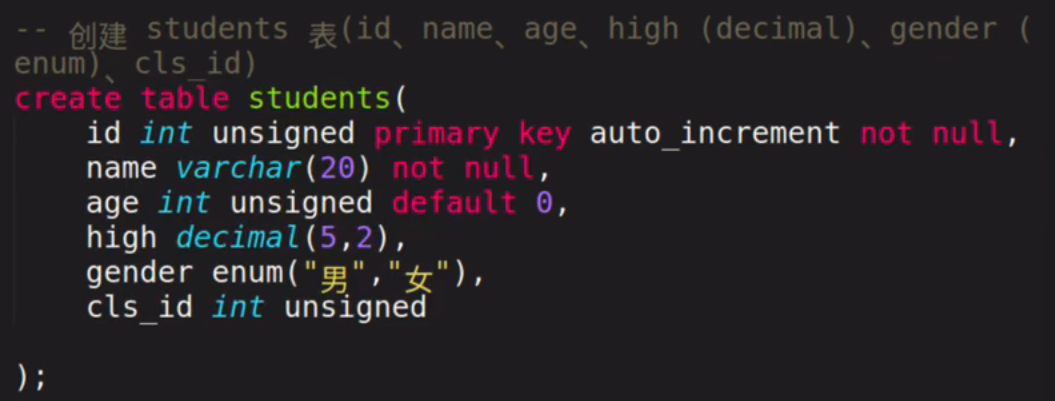 -- 创建 students 表(id、name、age、high (decimal)、gender (
enum)、cls_id)
create table students(
    id int unsigned primary key auto_increment not null,
    name varchar(20) not null,
    age int unsigned default 0,
    high decimal(5,2),
    gender enum("男","女"),
    cls_id int unsigned
);